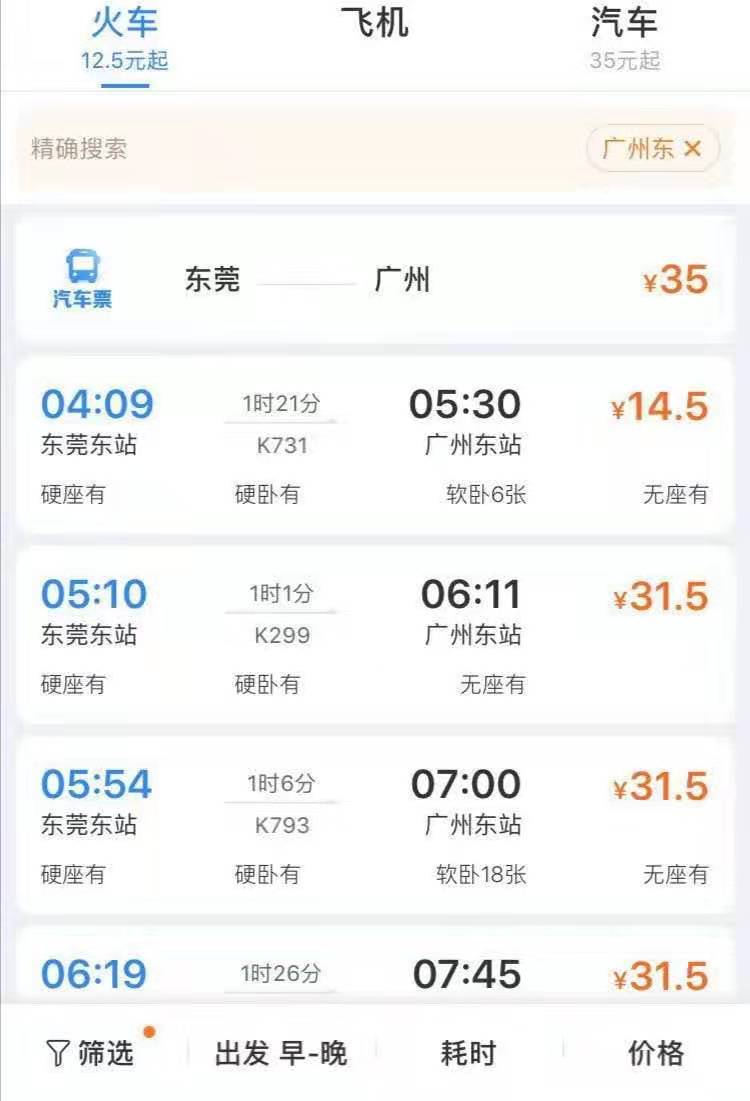 火车 飞机 汽车
12.5元起 35元起
精确搜索 广州东 ×
汽车票 东莞 广州 ¥35
04:09 1时21分 05:30 ¥14.5
东莞东站 K731 广州东站
硬座有 硬卧有 软卧6张 无座有
05:10 1时1分 06:11 ¥31.5
东莞东站 K299 广州东站
硬座有 硬卧有 无座有
05:54 1时6分 07:00 ¥31.5
东莞东站 K793 广州东站
硬座有 硬卧有 软卧18张 无座有
06:19 1时26分 07:45 ¥31.5
筛选 出发 早-晚 耗时 价格